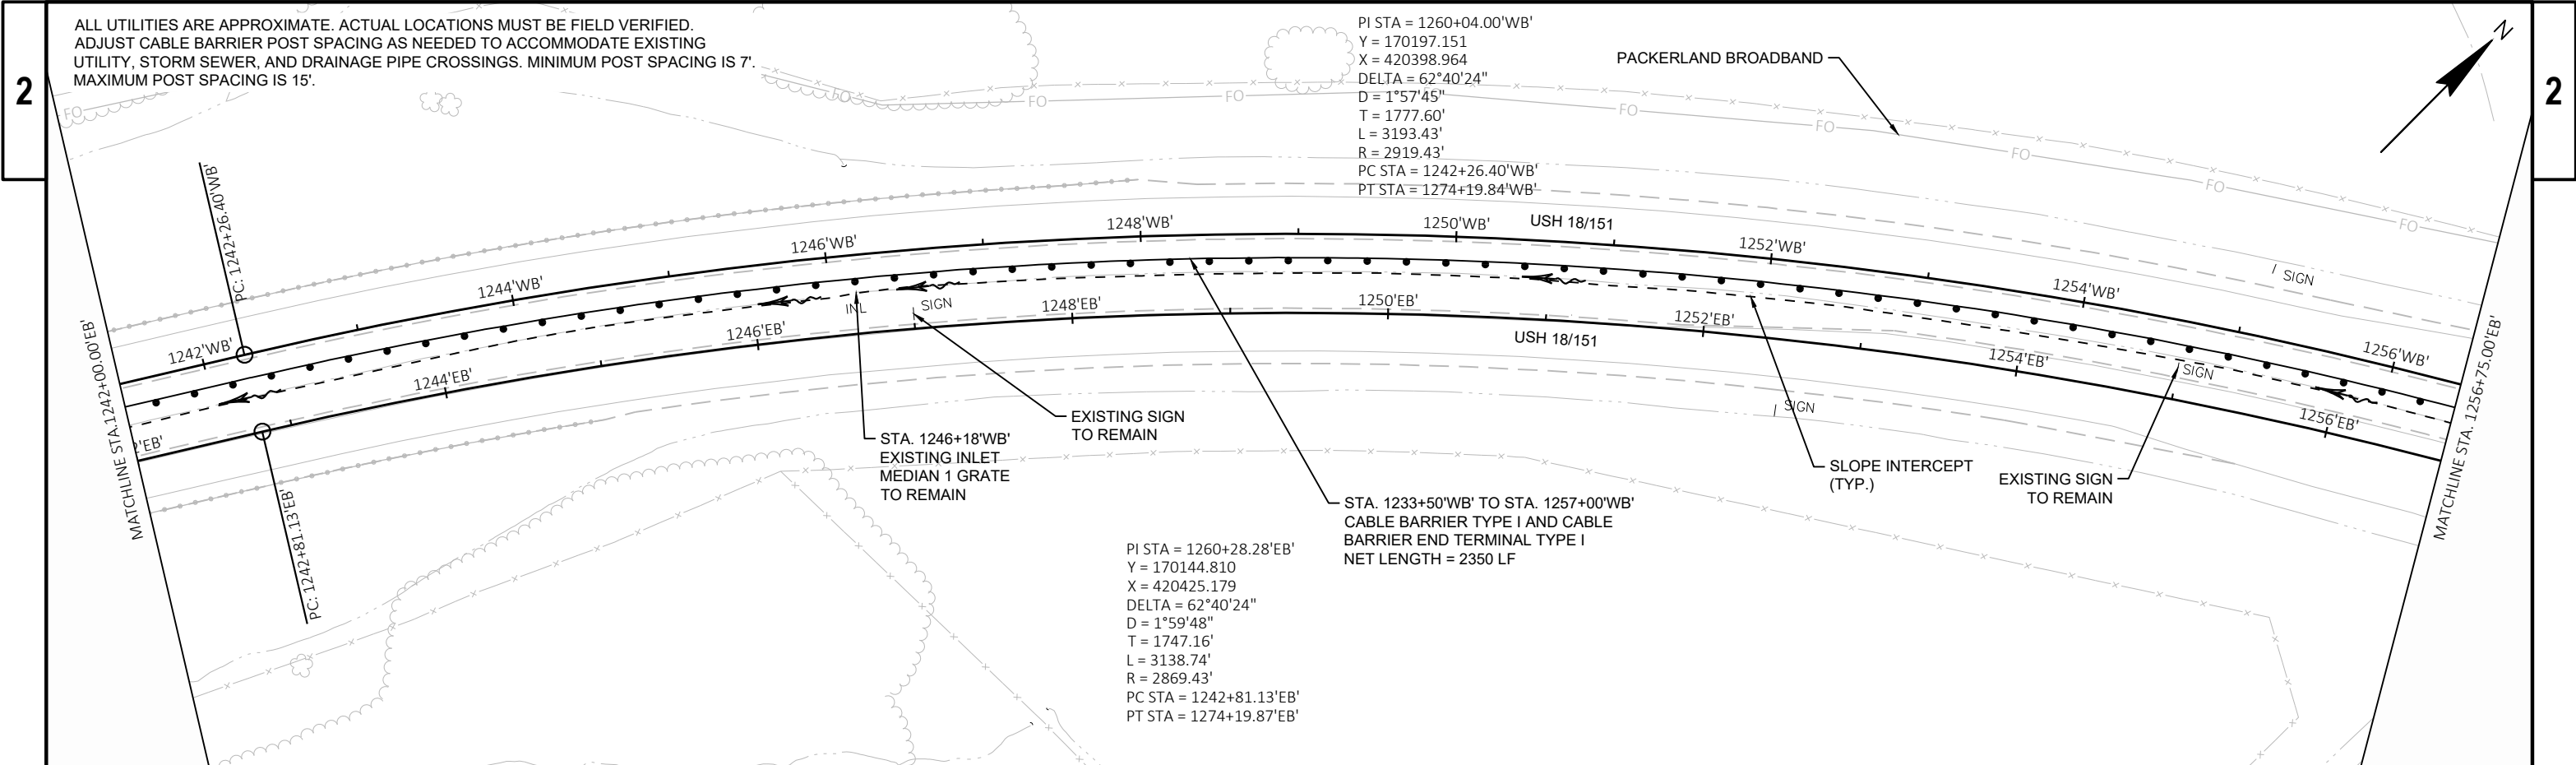 2
ALL UTILITIES ARE APPROXIMATE. ACTUAL LOCATIONS MUST BE FIELD VERIFIED.
ADJUST CABLE BARRIER POST SPACING AS NEEDED TO ACCOMMODATE EXISTING
UTILITY, STORM SEWER, AND DRAINAGE PIPE CROSSINGS. MINIMUM POST SPACING IS 7'.
MAXIMUM POST SPACING IS 15'.
PI STA = 1260+04.00'WB'
Y = 170197.151
X = 420398.964
DELTA = 62°40'24"
D = 1°57'45"
T = 1777.60'
L = 3193.43'
R = 2919.43'
PC STA = 1242+26.40'WB'
PT STA = 1274+19.84'WB'
PACKERLAND BROADBAND
N
2
FO
FO
FO
FO
FO
FO
FO
FO
FO
PC: 1242+26.40'WB'
1242'WB'
1244'WB'
1246'WB'
1248'WB'
1250'WB'
USH 18/151
1252'WB'
1254'WB'
1256'WB'
SIGN
INL
SIGN
SIGN
SIGN
2'EB'
1244'EB'
1246'EB'
1248'EB'
1250'EB'
USH 18/151
1252'EB'
1254'EB'
1256'EB'
MATCHLINE STA.1242+00.00'EB'
PC: 1242+81.13'EB'
MATCHLINE STA. 1256+75.00'EB'
STA. 1246+18'WB'
EXISTING INLET
MEDIAN 1 GRATE
TO REMAIN
EXISTING SIGN
TO REMAIN
STA. 1233+50'WB' TO STA. 1257+00'WB'
CABLE BARRIER TYPE I AND CABLE
BARRIER END TERMINAL TYPE I
NET LENGTH = 2350 LF
SLOPE INTERCEPT
(TYP.)
EXISTING SIGN
TO REMAIN
PI STA = 1260+28.28'EB'
Y = 170144.810
X = 420425.179
DELTA = 62°40'24"
D = 1°59'48"
T = 1747.16'
L = 3138.74'
R = 2869.43'
PC STA = 1242+81.13'EB'
PT STA = 1274+19.87'EB'